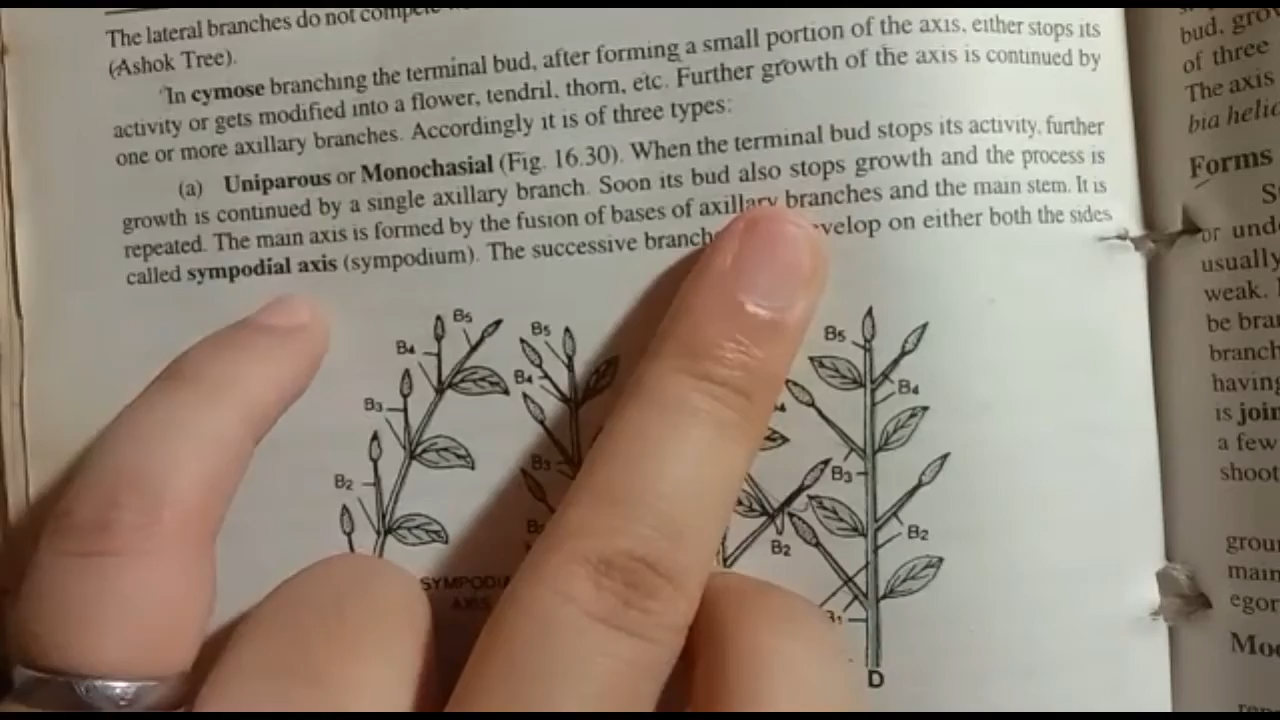 The lateral branches do not compete
(Ashok Tree).
In cymose branching the terminal bud, after forming a small portion of the axis, either stops its
activity or gets modified into a flower, tendril, thorn, etc. Further growth of the axis is continued by
one or more axillary branches. Accordingly it is of three types:
(a) Uniparous or Monochasial (Fig. 16.30). When the terminal bud stops its activity, further
growth is continued by a single axillary branch. Soon its bud also stops growth and the process is
repeated. The main axis is formed by the fusion of bases of axillary branches and the main stem. It is
called sympodial axis (sympodium). The successive branch velop on either both the sides
B5
B4
B3
B2
SYMPODIA
AXIS
B5
B4
B3
B2
B5
B4
B3
B2
B1
D
bud, grow
of three
The axis
bia helic
Forms
or und
usually
weak.
be bra
branch
having
is join
a few
shoot
grou
main
egor
Mo